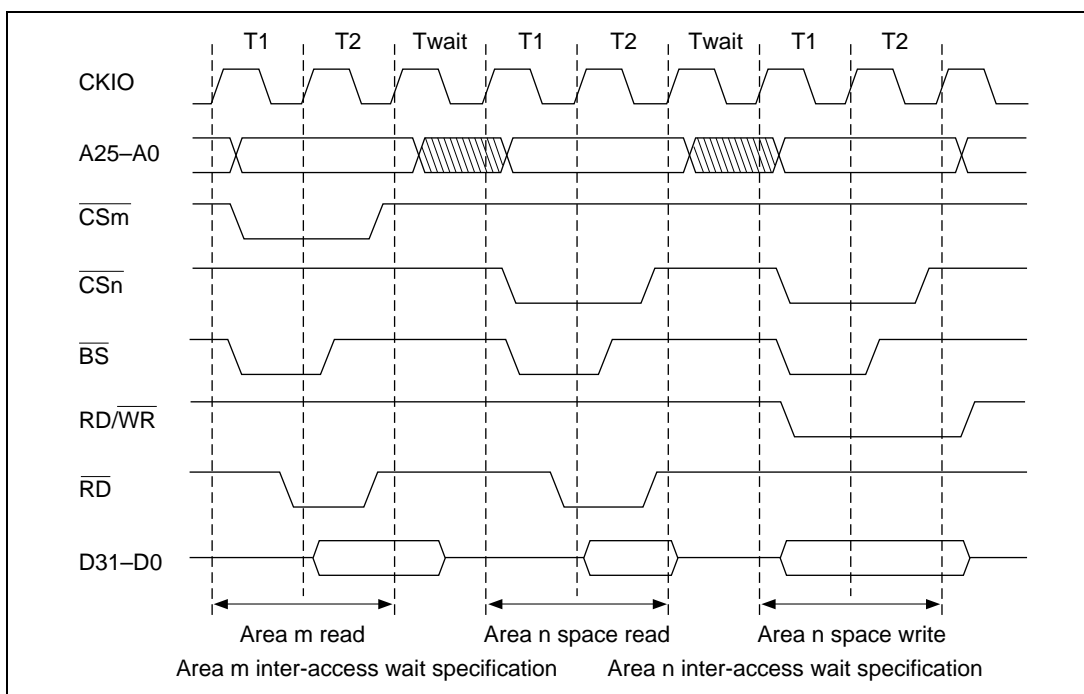 T1 T2 Twait T1 T2 Twait T1 T2
CKIO
A25–A0
CSm
CSn
BS
RD/WR
RD
D31–D0
Area m read Area n space read Area n space write
Area m inter-access wait specification Area n inter-access wait specification